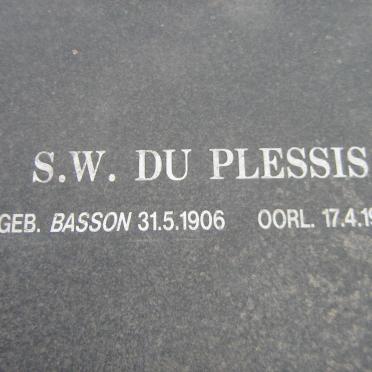 S.W. DU PLESSIS
GEB. BASSON 31.5.1906 OORL. 17.4.19